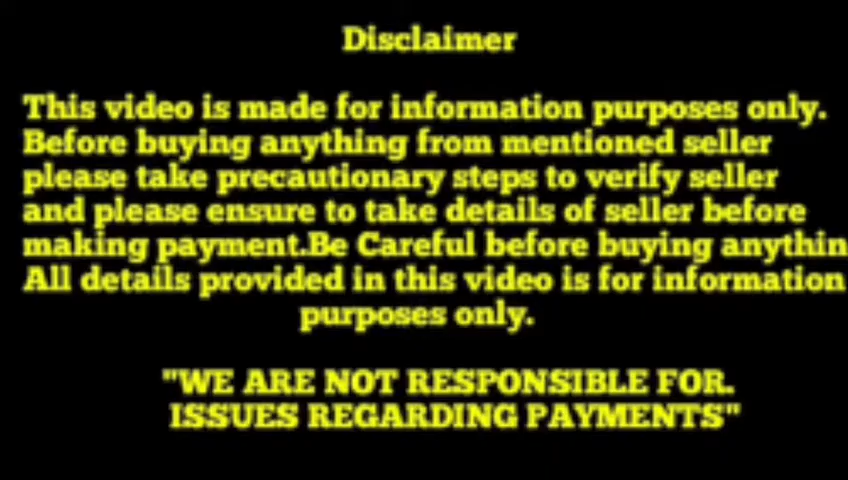 Disclaimer
This video is made for information purposes only.
Before buying anything from mentioned seller
please take precautionary steps to verify seller
and please ensure to take details of seller before
making payment.Be Careful before buying anythin
All details provided in this video is for information
purposes only.
"WE ARE NOT RESPONSIBLE FOR.
ISSUES REGARDING PAYMENTS"